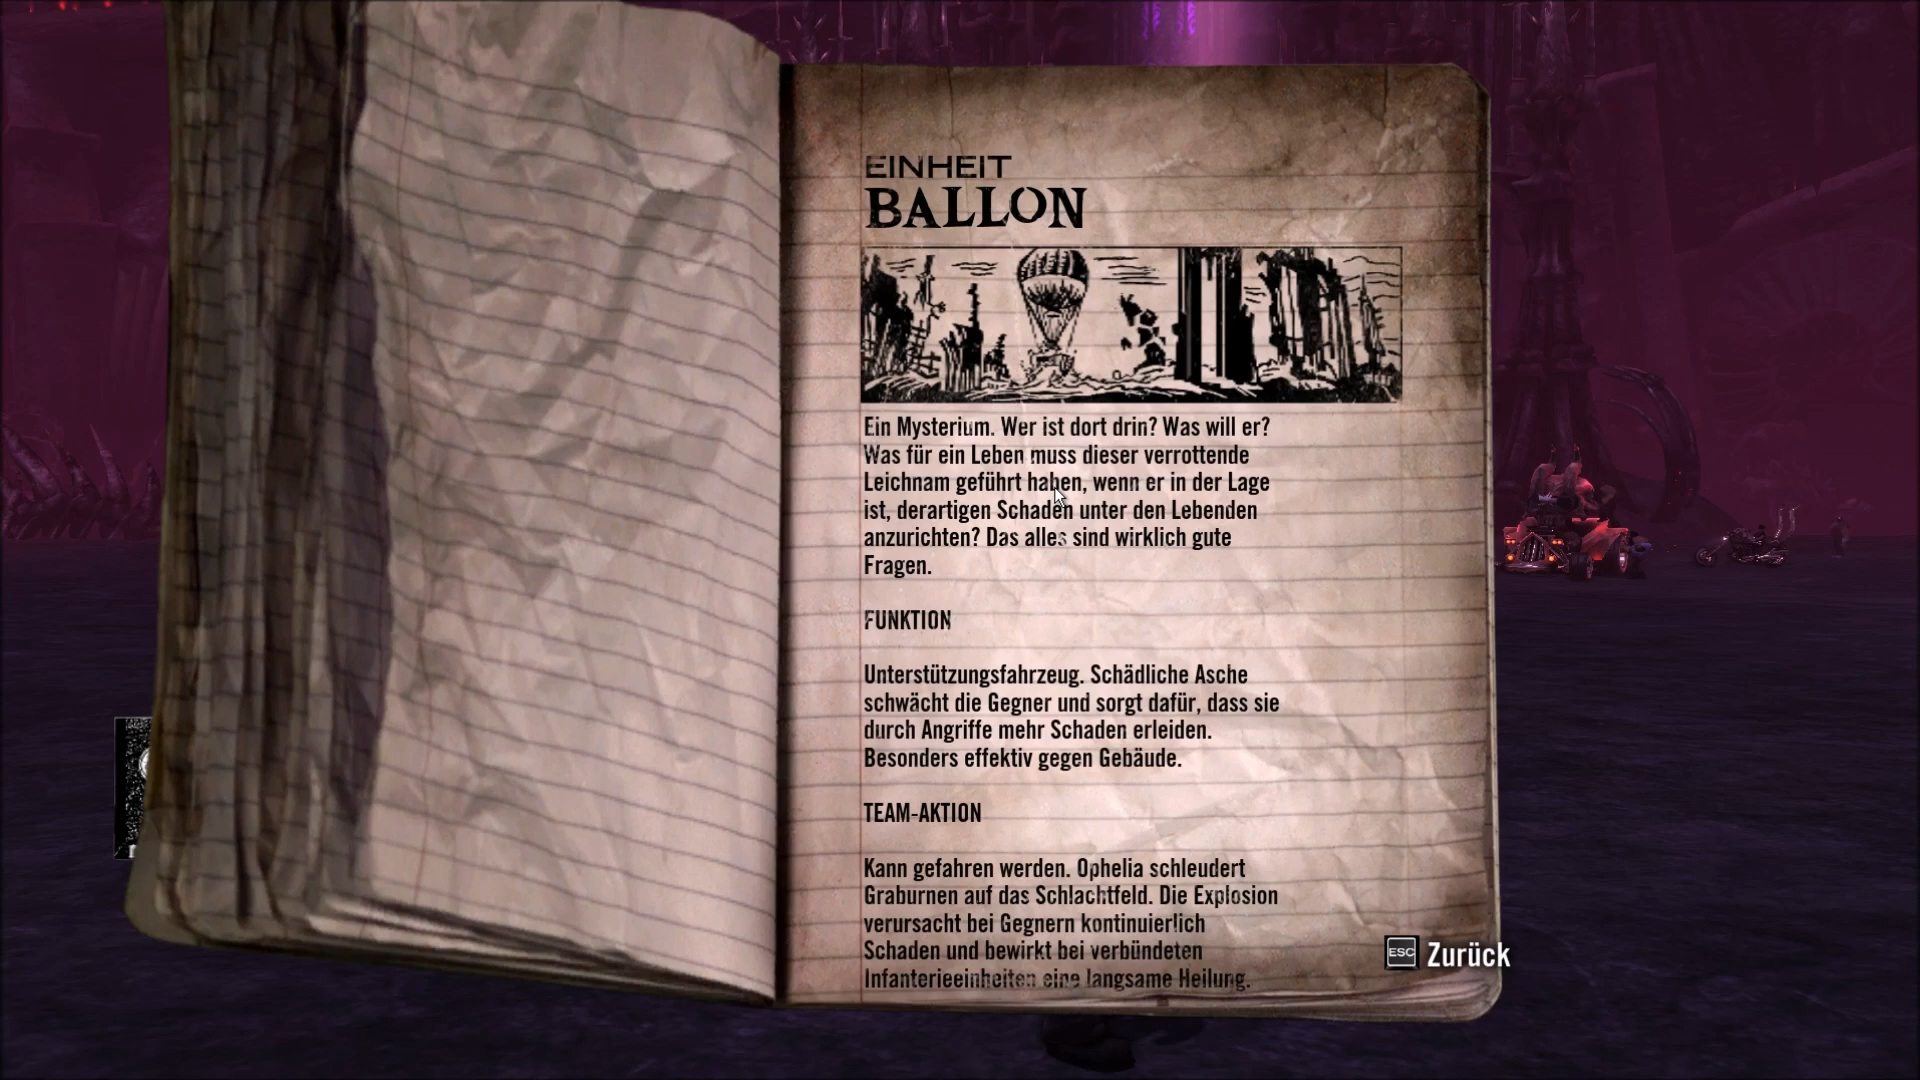 EINHEIT
BALLON
Ein Mysterium. Wer ist dort drin? Was will er?
Was für ein Leben muss dieser verrottende
Leichnam geführt haben, wenn er in der Lage
ist, derartigen Schaden unter den Lebenden
anzurichten? Das alles sind wirklich gute
Fragen.
FUNKTION
Unterstützungsfahrzeug. Schädliche Asche
schwächt die Gegner und sorgt dafür, dass sie
durch Angriffe mehr Schaden erleiden.
Besonders effektiv gegen Gebäude.
TEAM-AKTION
Kann gefahren werden. Ophelia schleudert
Graburnen auf das Schlachtfeld. Die Explosion
verursacht bei Gegnern kontinuierlich
Schaden und bewirkt bei verbündeten
Infanterieeinheiten eine langsame Heilung.
ESC Zurück